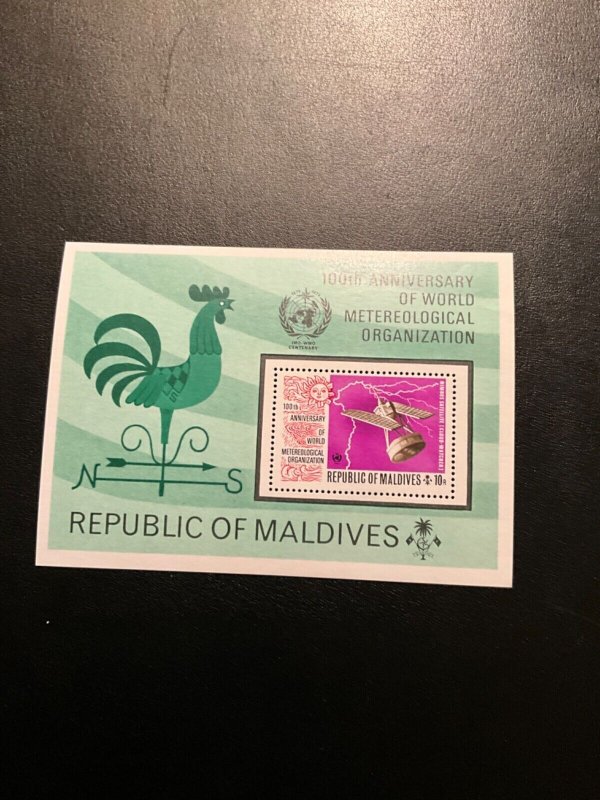 100th ANNIVERSARY
OF WORLD
METEREOLOGICAL
ORGANIZATION
IMO-WMO
CENTENARY
100th
ANNIVERSARY
OF
WORLD
METEREOLOGICAL
ORGANIZATION
REPUBLIC OF MALDIVES 10R
N S
REPUBLIC OF MALDIVES